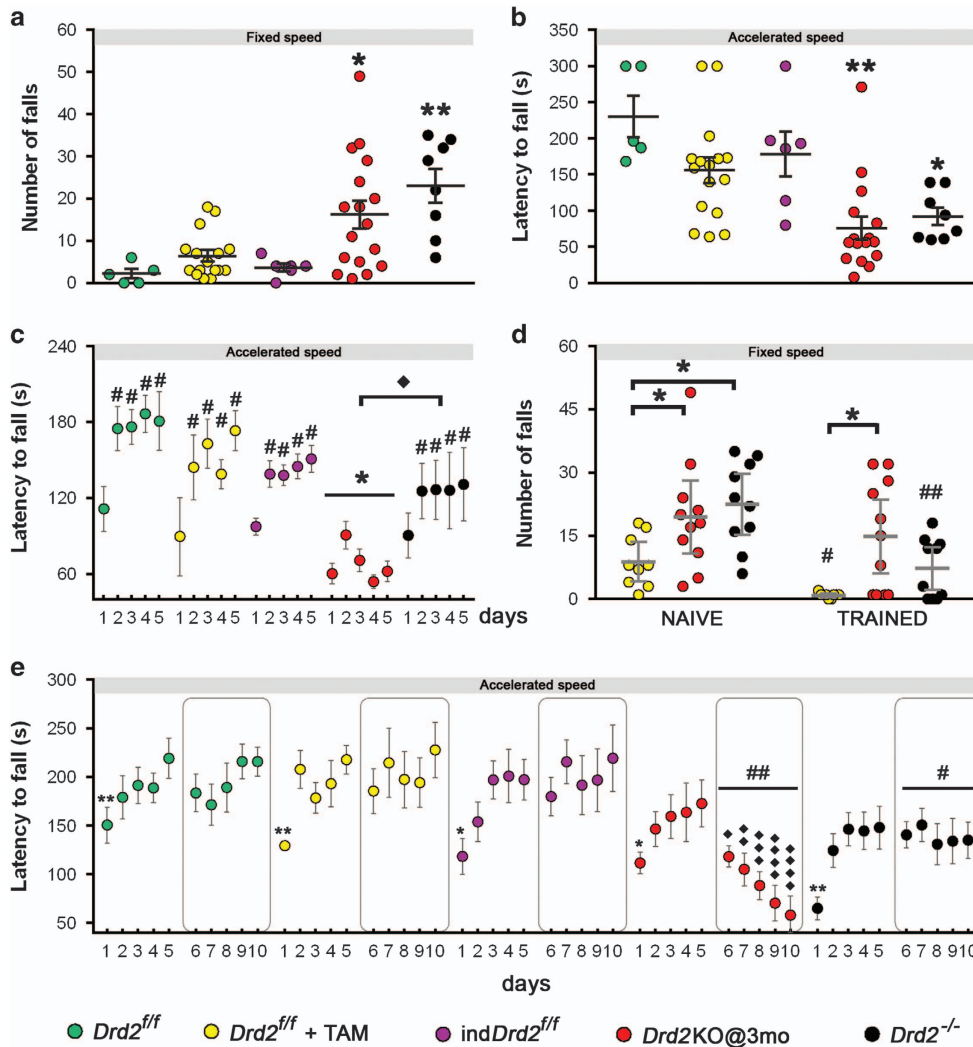 a
Fixed speed
Number of falls
60
50
40
30
20
10
0
*
**
b
Accelerated speed
Latency to fall (s)
350
300
250
200
150
100
50
0
**
*
c
Accelerated speed
Latency to fall (s)
240
180
120
60
# # # #
# # # #
# # # #
*
◆
# # # #
1 2 3 4 5 1 2 3 4 5 1 2 3 4 5 1 2 3 4 5 1 2 3 4 5 days
d
Fixed speed
Number of falls
60
45
30
15
0
*
*
*
#
##
NAIVE TRAINED
e
Accelerated speed
Latency to fall (s)
300
250
200
150
100
50
**
**
*
*
##
◆ ◆◆ ◆◆◆ ◆◆◆◆ ◆◆◆◆
**
#
1 2 3 4 5 6 7 8 9 10 1 2 3 4 5 6 7 8 9 10 1 2 3 4 5 6 7 8 9 10 1 2 3 4 5 6 7 8 9 10 1 2 3 4 5 6 7 8 9 10
days
Drd2f/f Drd2f/f + TAM indDrd2f/f Drd2KO@3mo Drd2-/-